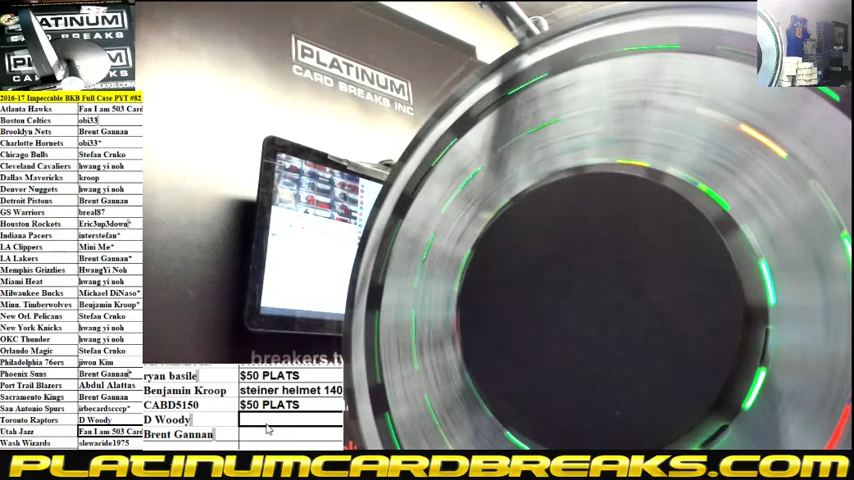 PLATINUM
CARD BREAKS
PLATINUM
CARD BREAKS INC
2016-17 Impeccable BKB Full Case PYT #82
Atlanta Hawks Fan I am 503 Card
Boston Celtics obi33
Brooklyn Nets Brent Gannan
Charlotte Hornets obi33*
Chicago Bulls Stefan Crnko
Cleveland Cavaliers hwang yi noh
Dallas Mavericks kroop
Denver Nuggets hwang yi noh
Detroit Pistons Brent Gannan
GS Warriors breal87
Houston Rockets Eric3up3down*
Indiana Pacers interstefan*
LA Clippers Mini Me*
LA Lakers Brent Gannan*
Memphis Grizzlies HwangYi Noh
Miami Heat hwang yi noh
Milwaukee Bucks Michael DiNaso*
Minn. Timberwolves Benjamin Kroop*
New Orl. Pelicans Stefan Crnko
New York Knicks hwang yi noh
OKC Thunder hwang yi noh
Orlando Magic Stefan Crnko
Philadelphia 76ers jiwon Kim
Phoenix Suns Brent Gannan*
Port Trail Blazers Abdul Alattas
Sacramento Kings Brent Gannan
San Antonio Spurs irbecardscccp*
Toronto Raptors D Woody
Utah Jazz Fan I am 503 Card
Wash Wizards slewacide1975
breakers.tv
ryan basile $50 PLATS
Benjamin Kroop steiner helmet 140
CABD5150 $50 PLATS
D Woody
Brent Gannan
PLATINUMCARDBREAKS.COM